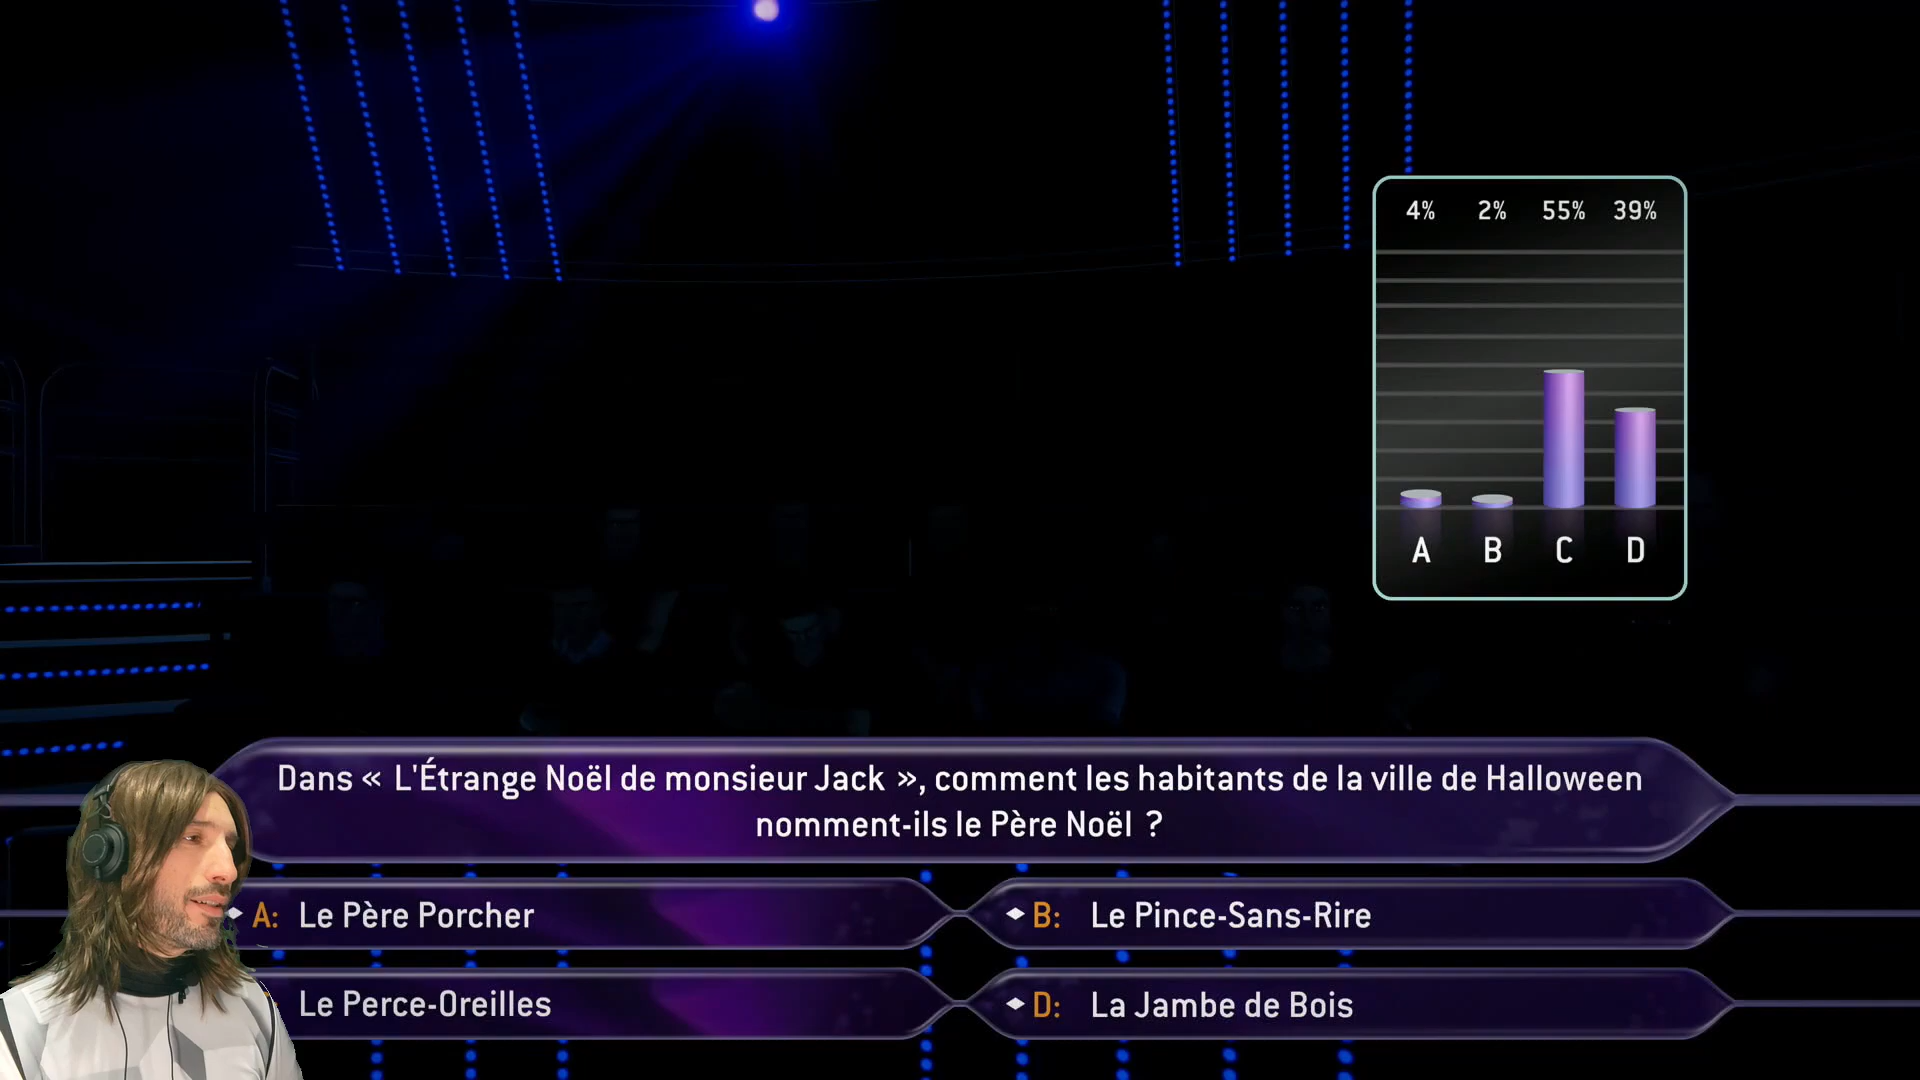 4% 2% 55% 39%
A B C D
Dans « L'Étrange Noël de monsieur Jack », comment les habitants de la ville de Halloween
nomment-ils le Père Noël ?
A: Le Père Porcher
B: Le Pince-Sans-Rire
Le Perce-Oreilles
D: La Jambe de Bois